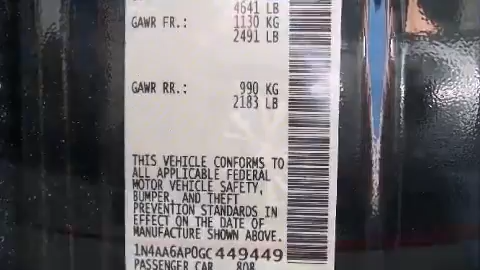 4641 LB
GAWR FR.: 1130 KG
2491 LB
GAWR RR.: 990 KG
2183 LB
THIS VEHICLE CONFORMS TO
ALL APPLICABLE FEDERAL
MOTOR VEHICLE SAFETY,
BUMPER, AND THEFT
PREVENTION STANDARDS IN
EFFECT ON THE DATE OF
MANUFACTURE SHOWN ABOVE.
1N4AA6AP0GC449449
PASSENGER CAR 808